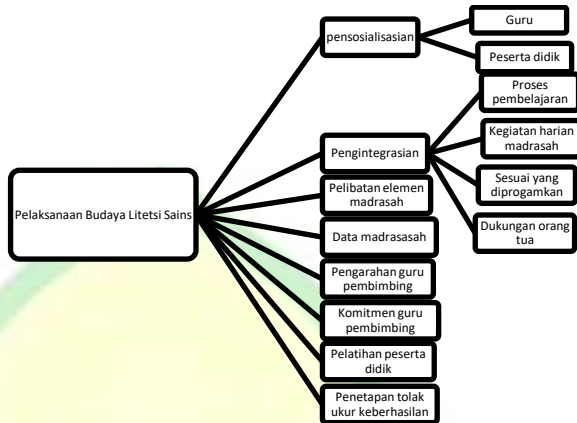 Pelaksanaan Budaya Litetsi Sains
pensosialisasian
Guru
Peserta didik
Pengintegrasian
Proses
pembelajaran
Kegiatan harian
madrasah
Sesuai yang
diprogamkan
Dukungan orang
tua
Pelibatan elemen
madrasah
Data madrasasah
Pengarahan guru
pembimbing
Komitmen guru
pembimbing
Pelatihan peserta
didik
Penetapan tolak
ukur keberhasilan